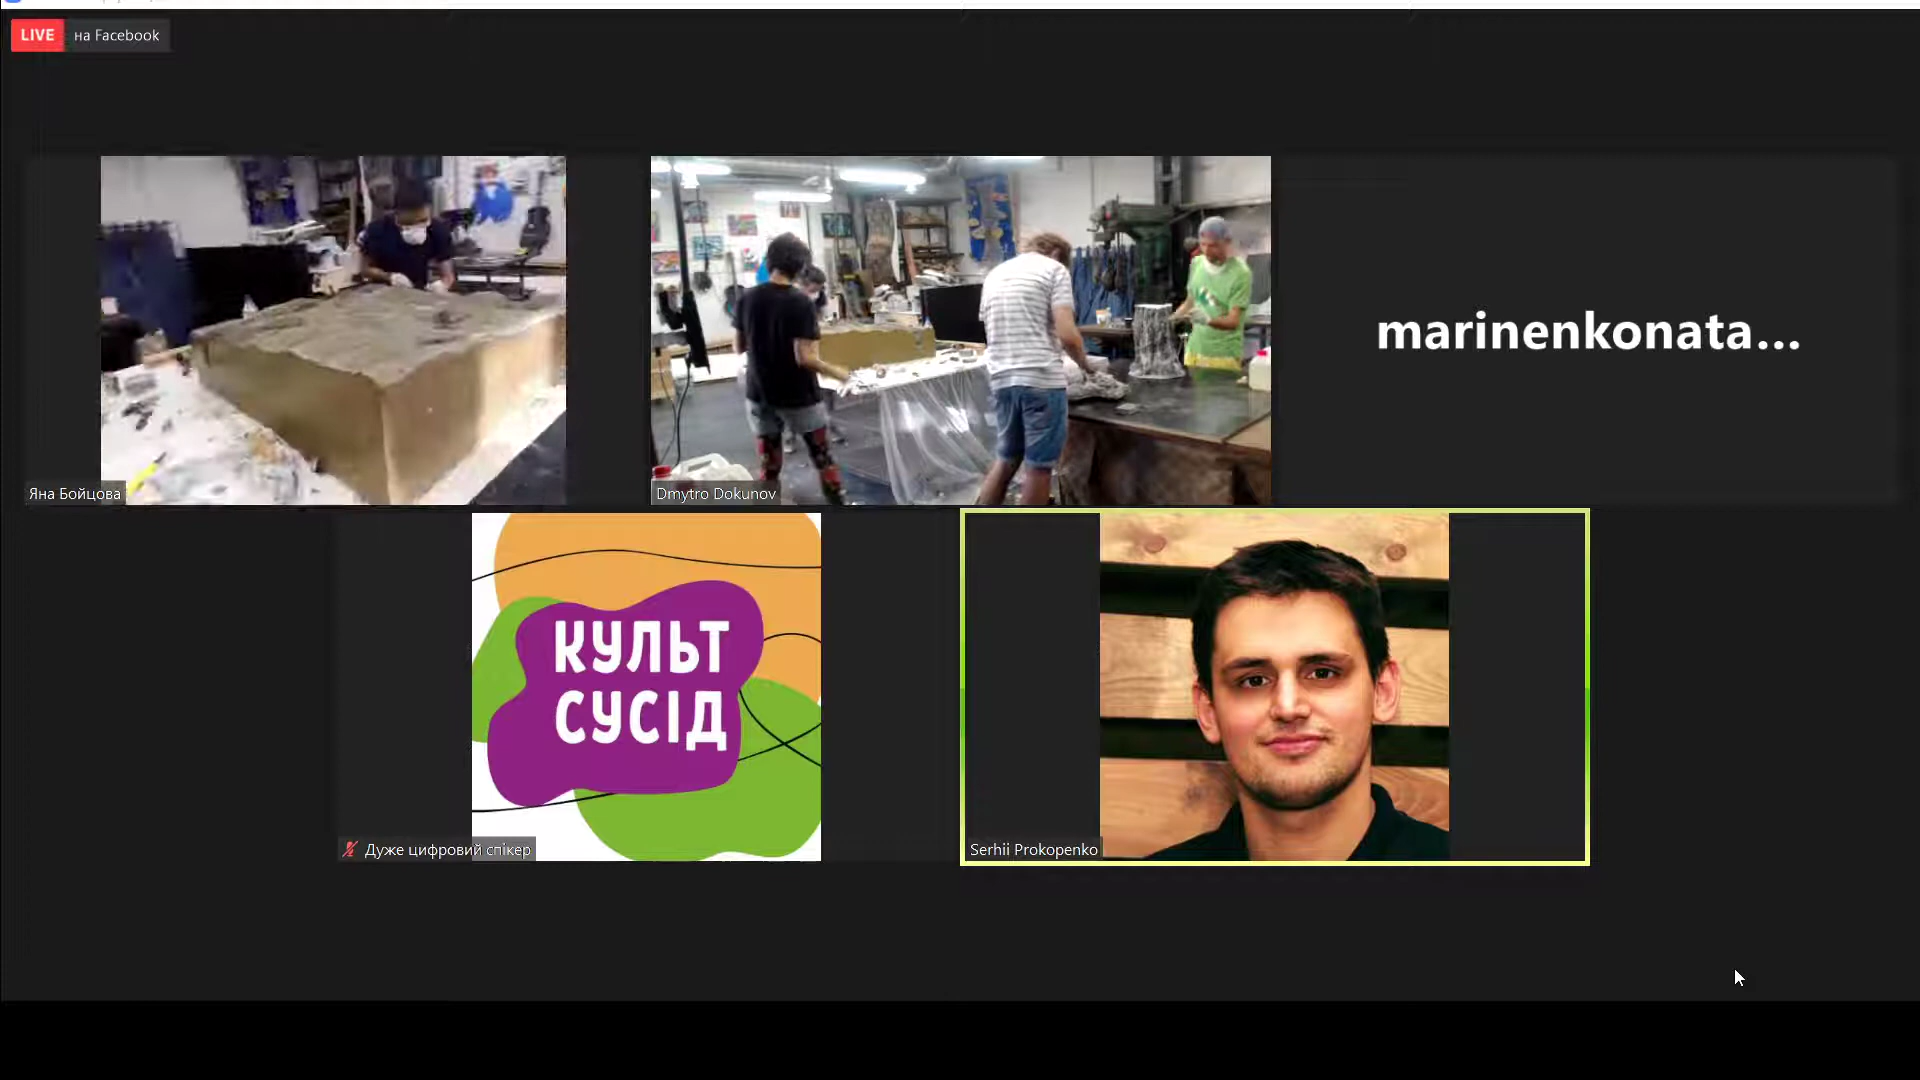 LIVE на Facebook
marinenkonata...
Яна Бойцова
Dmytro Dokunov
КУЛЬТ
СУСІД
Дуже цифровий спікер
Serhii Prokopenko